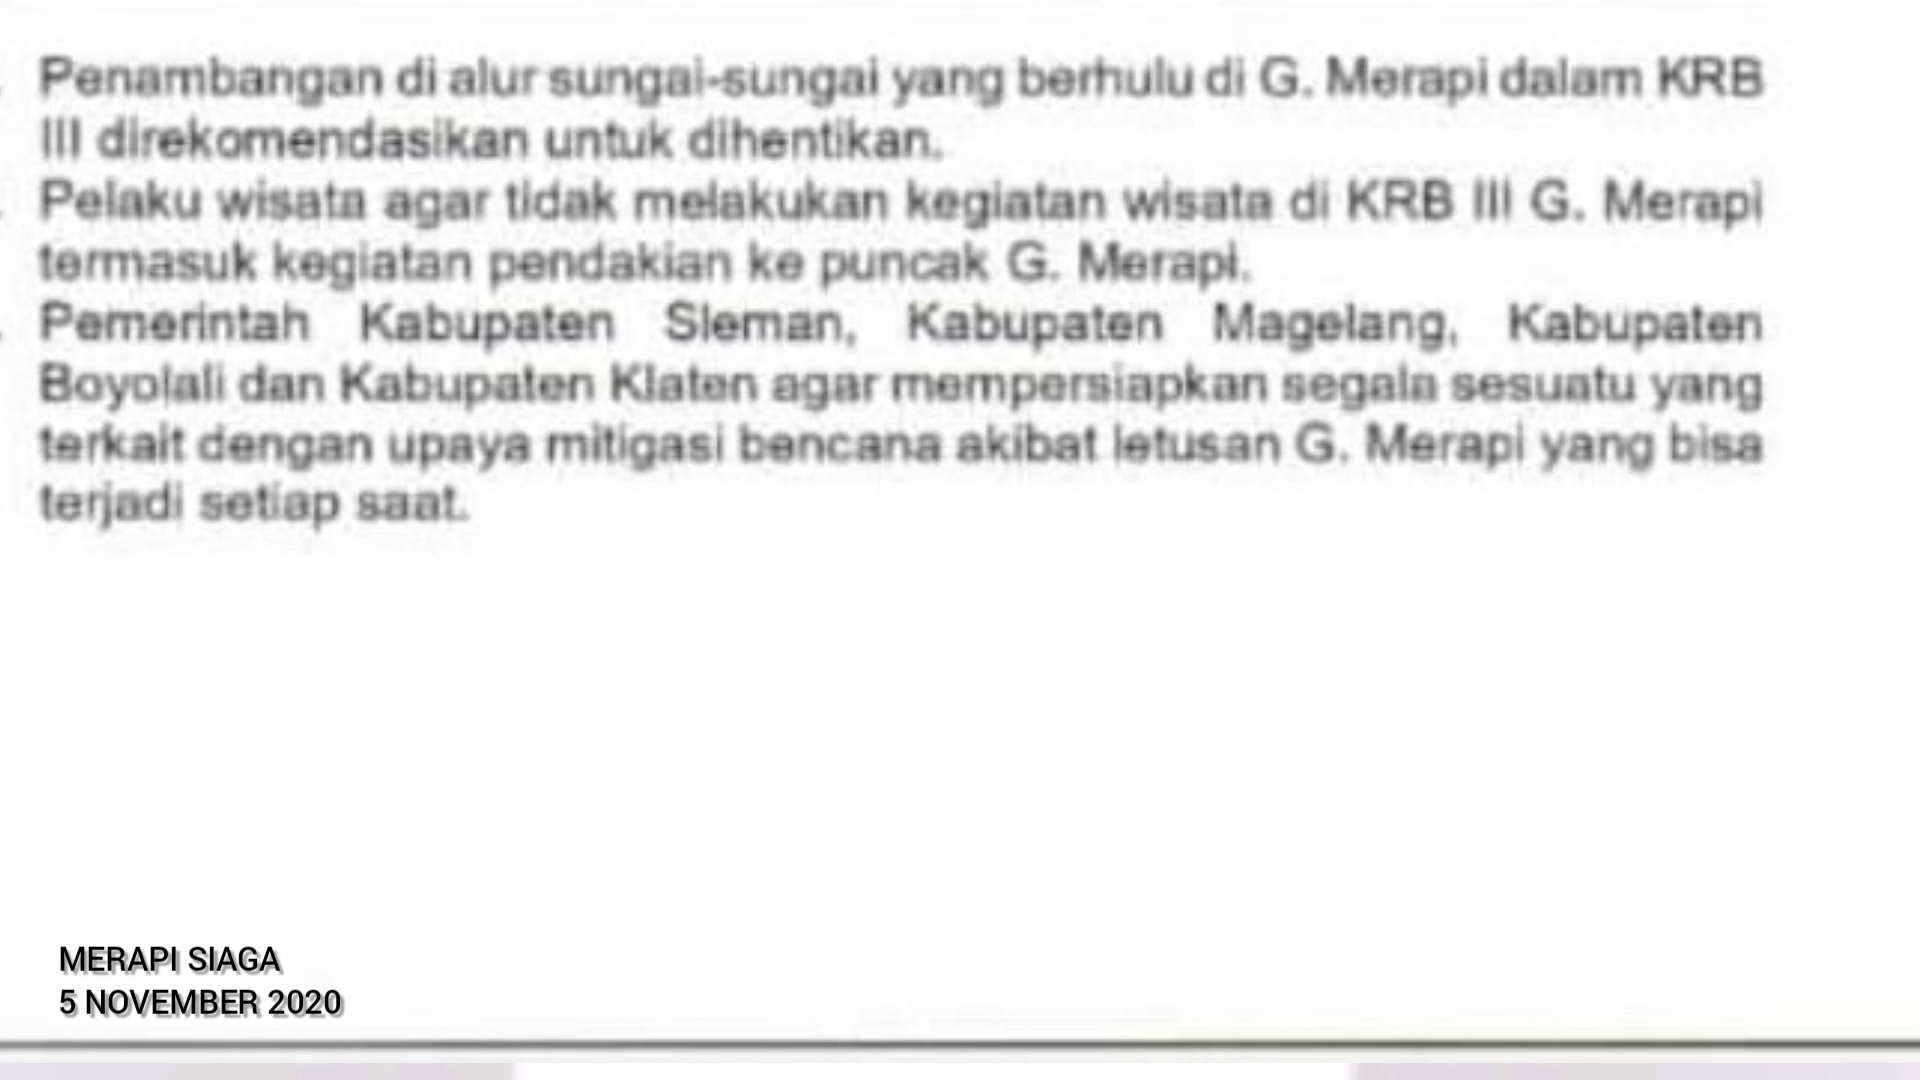 Penambangan di alur sungai-sungai yang berhulu di G. Merapi dalam KRB
III direkomendasikan untuk dihentikan.
Pelaku wisata agar tidak melakukan kegiatan wisata di KRB III G. Merapi
termasuk kegiatan pendakian ke puncak G. Merapi.
Pemerintah Kabupaten Sleman, Kabupaten Magelang, Kabupaten
Boyolali dan Kabupaten Klaten agar mempersiapkan segala sesuatu yang
terkait dengan upaya mitigasi bencana akibat letusan G. Merapi yang bisa
terjadi setiap saat.
MERAPI SIAGA
5 NOVEMBER 2020